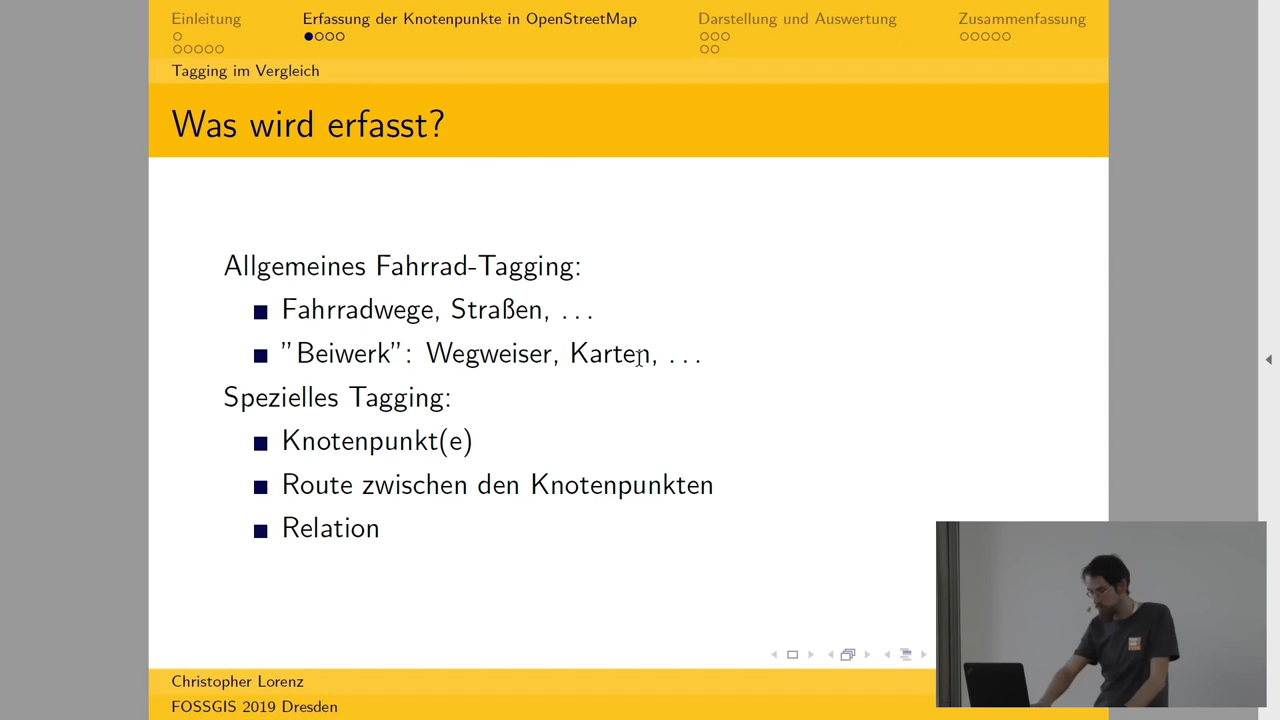 Einleitung
Erfassung der Knotenpunkte in OpenStreetMap
Darstellung und Auswertung
Zusammenfassung
Tagging im Vergleich
Was wird erfasst?
Allgemeines Fahrrad-Tagging:
Fahrradwege, Straßen, ...
"Beiwerk": Wegweiser, Karten, ...
Spezielles Tagging:
Knotenpunkt(e)
Route zwischen den Knotenpunkten
Relation
Christopher Lorenz
FOSSGIS 2019 Dresden